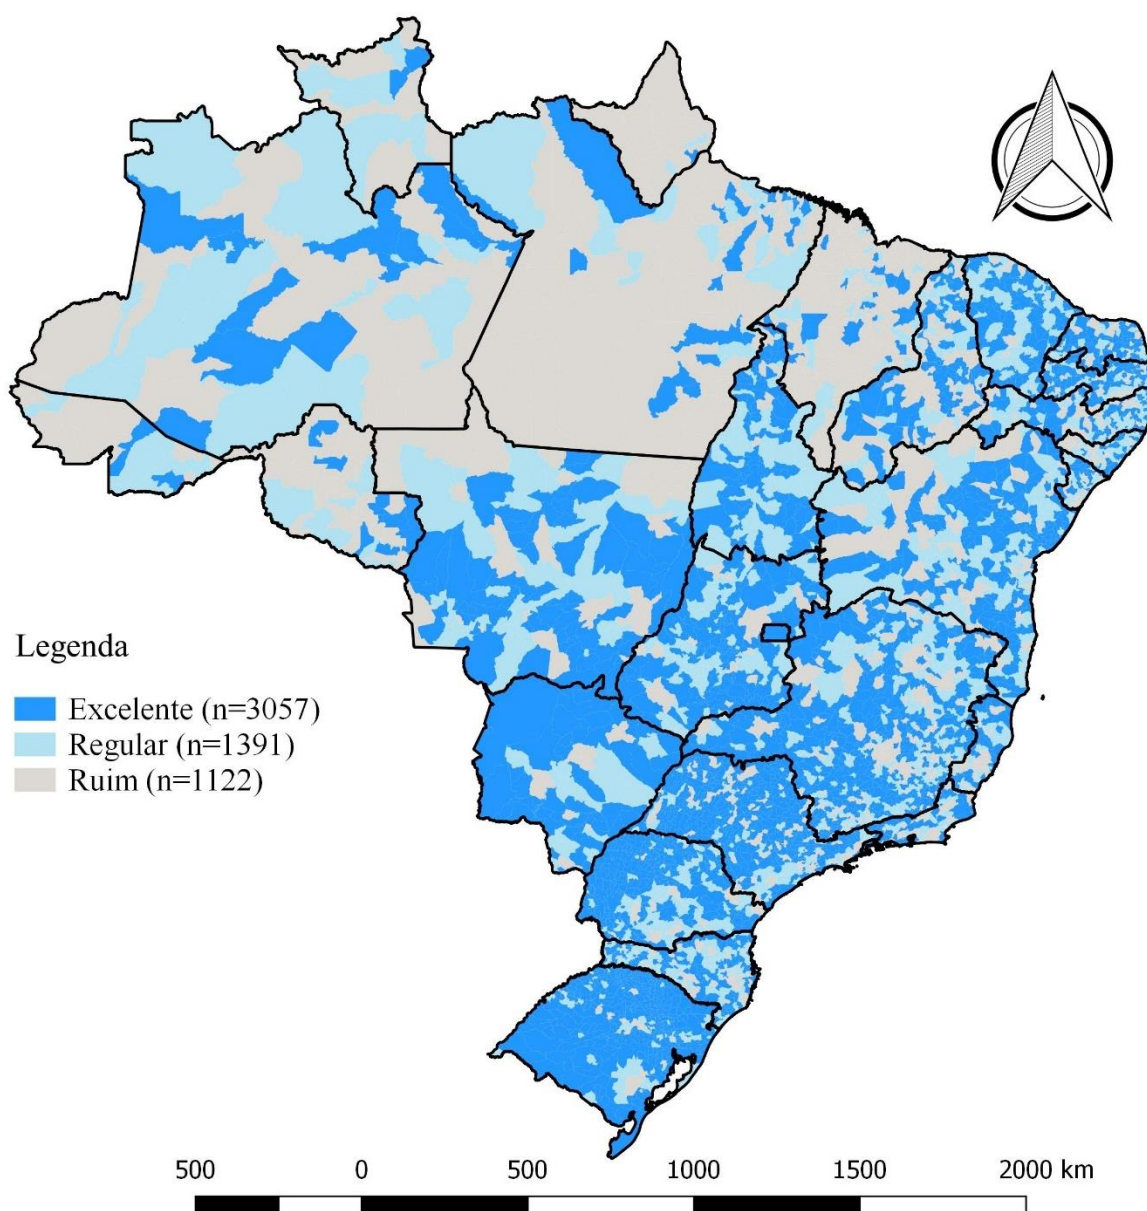 Legenda
Excelente (n=3057)
Regular (n=1391)
Ruim (n=1122)
500 0 500 1000 1500 2000 km